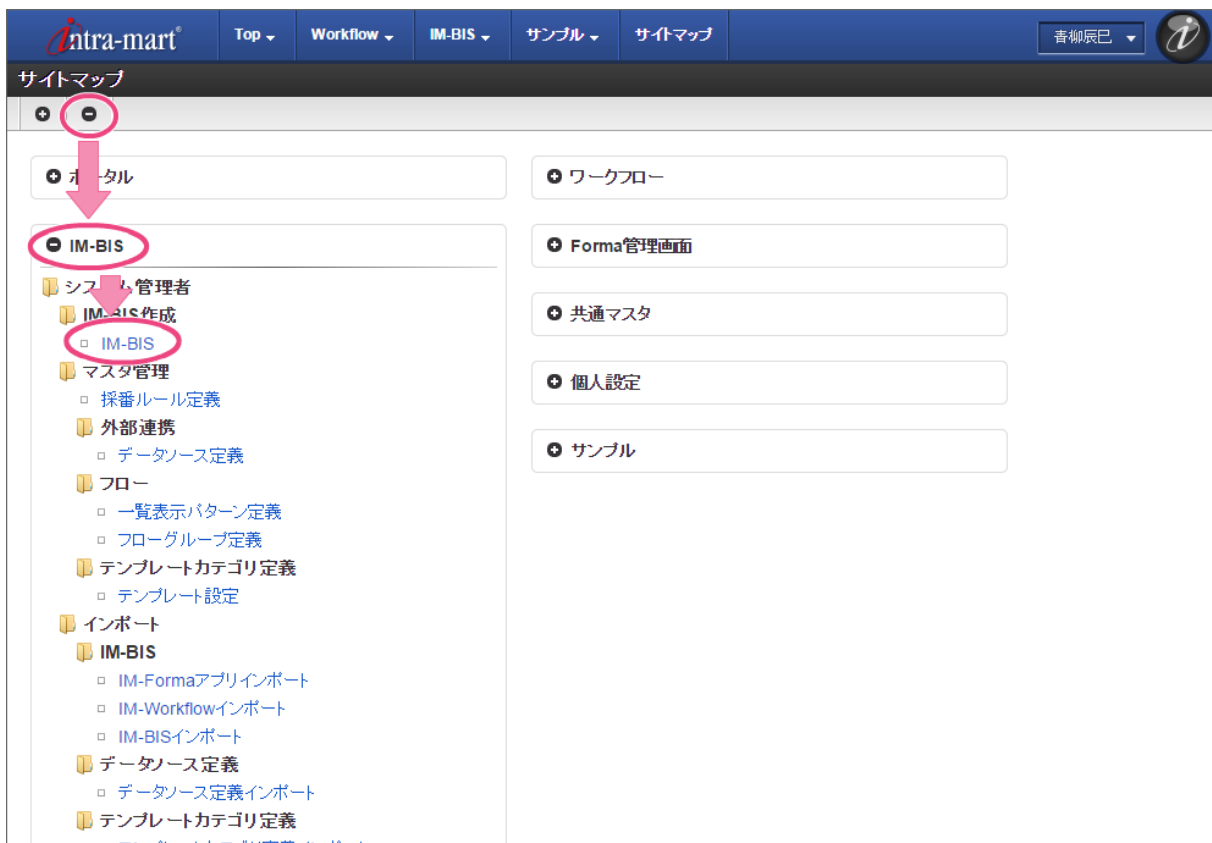 intra-mart® Top Workflow IM-BIS サンプル サイトマップ 青柳辰巳
サイトマップ
ポータル
IM-BIS
システム管理者
IM-BIS作成
IM-BIS
マスタ管理
採番ルール定義
外部連携
データソース定義
フロー
一覧表示パターン定義
フローグループ定義
テンプレートカテゴリ定義
テンプレート設定
インポート
IM-BIS
IM-Formaアプリインポート
IM-Workflowインポート
IM-BISインポート
データソース定義
データソース定義インポート
テンプレートカテゴリ定義
ワークフロー
Forma管理画面
共通マスタ
個人設定
サンプル